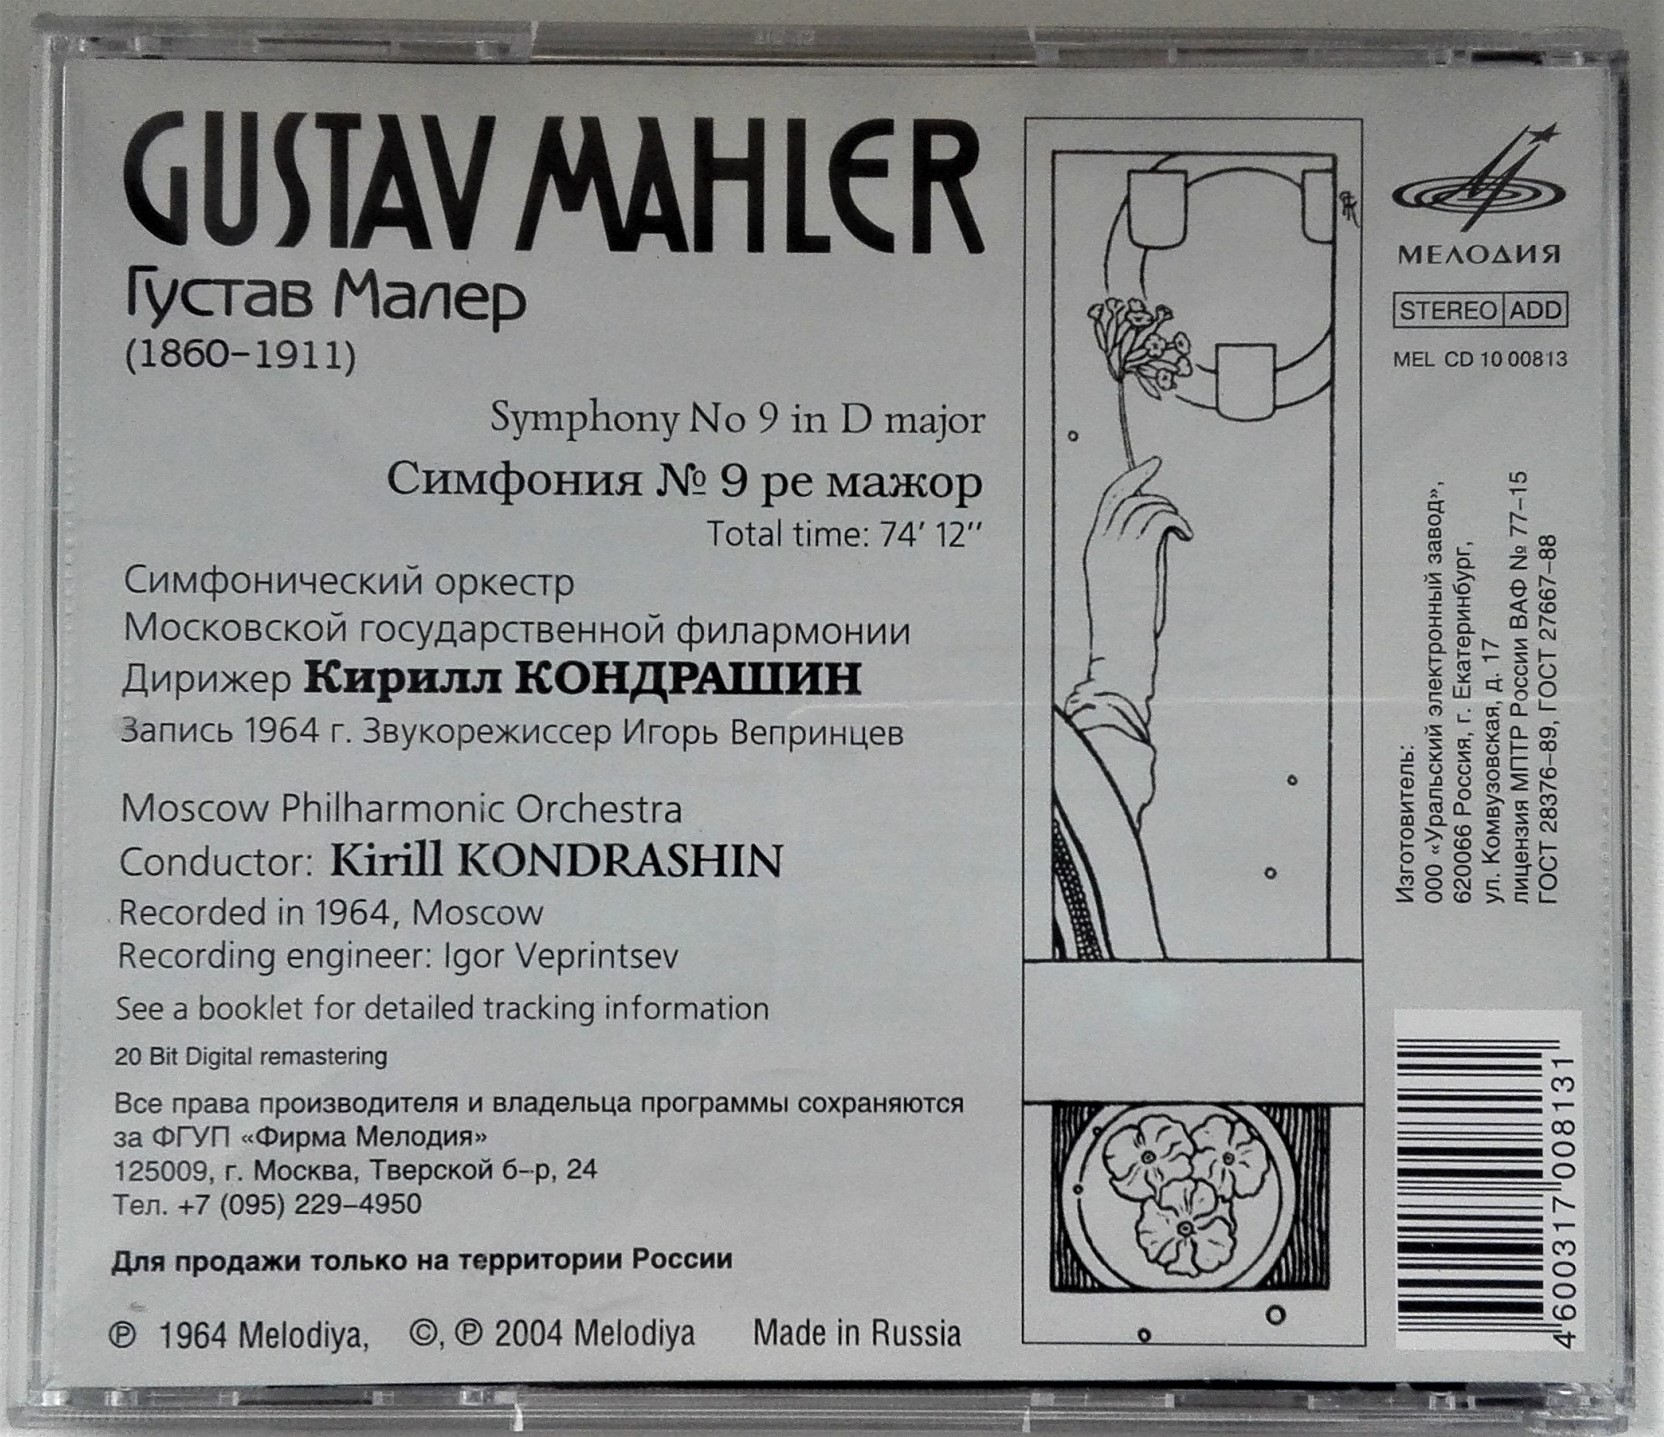 GUSTAV MAHLER
Густав Малер
(1860–1911)
Symphony No 9 in D major
Симфония № 9 ре мажор
Total time: 74' 12''
Симфонический оркестр
Московской государственной филармонии
Дирижер Кирилл КОНДРАШИН
Запись 1964 г. Звукорежиссер Игорь Вепринцев
Moscow Philharmonic Orchestra
Conductor: Kirill KONDRASHIN
Recorded in 1964, Moscow
Recording engineer: Igor Veprintsev
See a booklet for detailed tracking information
20 Bit Digital remastering
Все права производителя и владельца программы сохраняются
за ФГУП «Фирма Мелодия»
125009, г. Москва, Тверской б–р, 24
Тел. +7 (095) 229–4950
Для продажи только на территории России
℗ 1964 Melodiya, ©, ℗ 2004 Melodiya Made in Russia
МЕЛОДИЯ
STEREO ADD
MEL CD 10 00813
Изготовитель:
ООО «Уральский электронный завод»,
620066 Россия, г. Екатеринбург,
ул. Комвузовская, д. 17
лицензия МПТР России ВАФ № 77–15
ГОСТ 28376–89, ГОСТ 27667–88
4 600317 008131